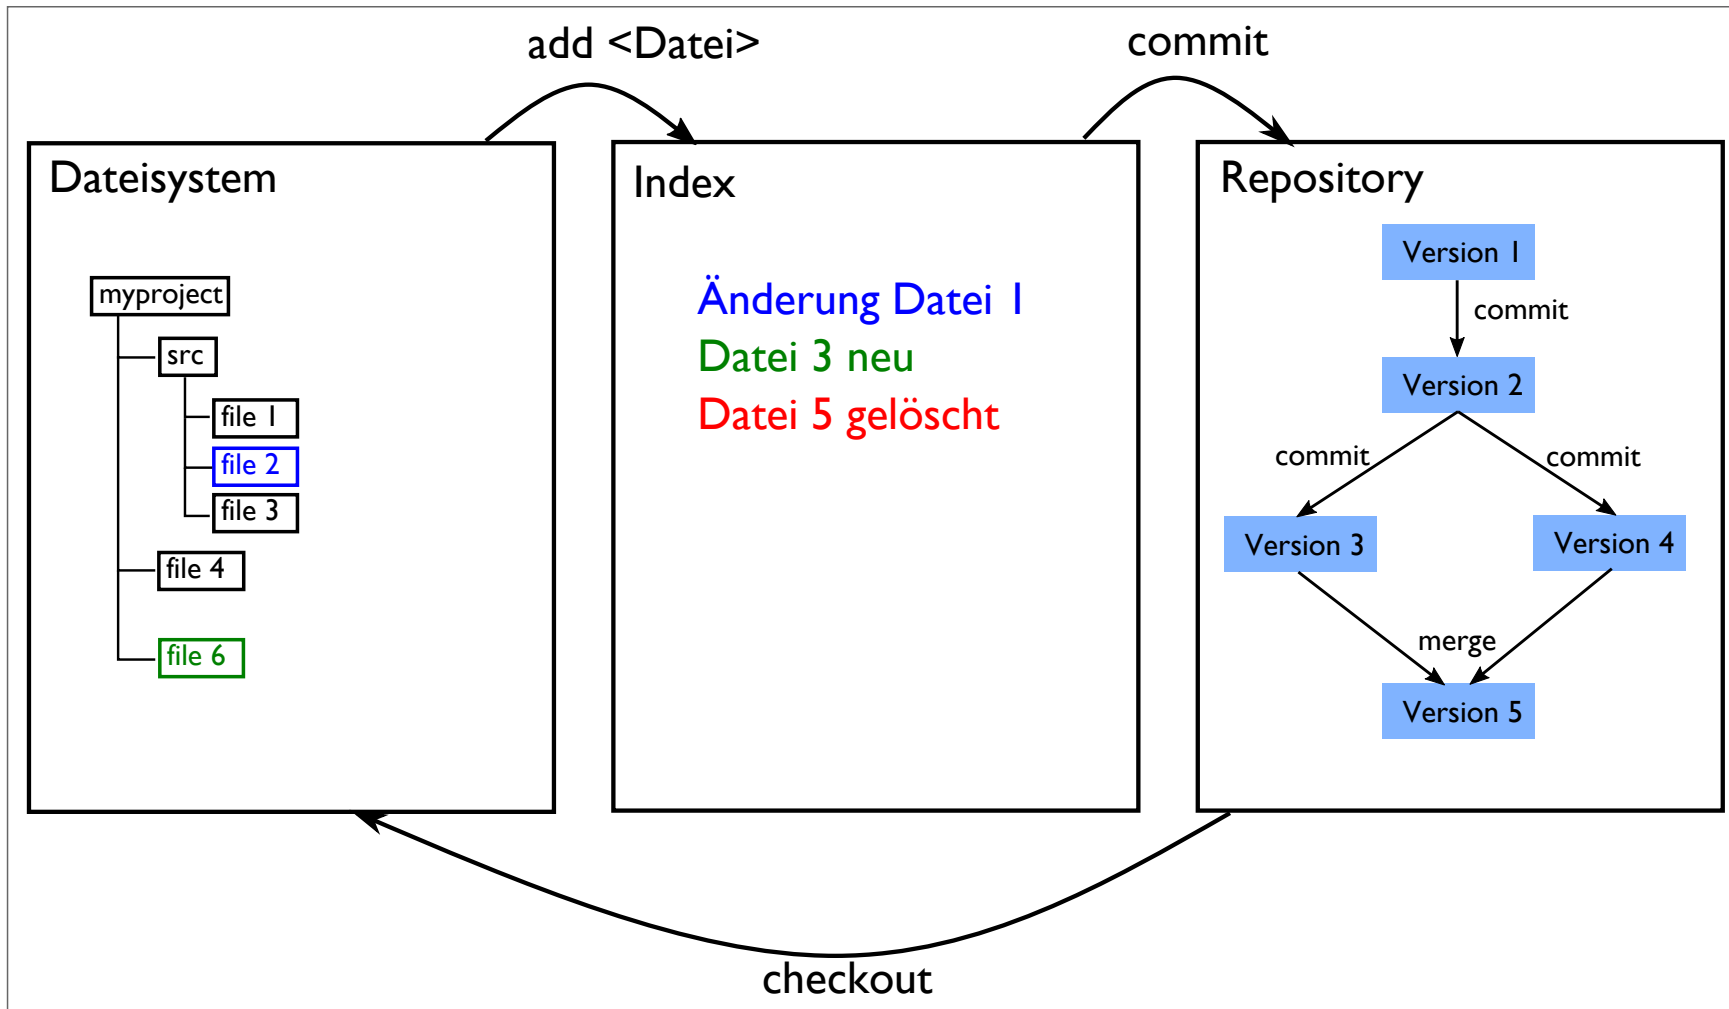 add <Datei>
commit
Dateisystem
myproject
src
file 1
file 2
file 3
file 4
file 6
Index
Änderung Datei 1
Datei 3 neu
Datei 5 gelöscht
Repository
Version 1
commit
Version 2
commit
commit
Version 3
Version 4
merge
Version 5
checkout